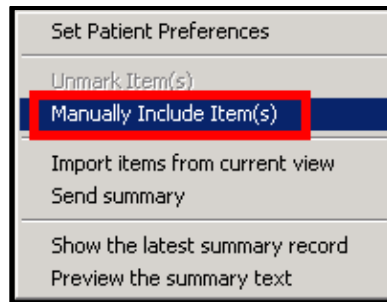 Set Patient Preferences
Unmark Item(s)
Manually Include Item(s)
Import items from current view
Send summary
Show the latest summary record
Preview the summary text